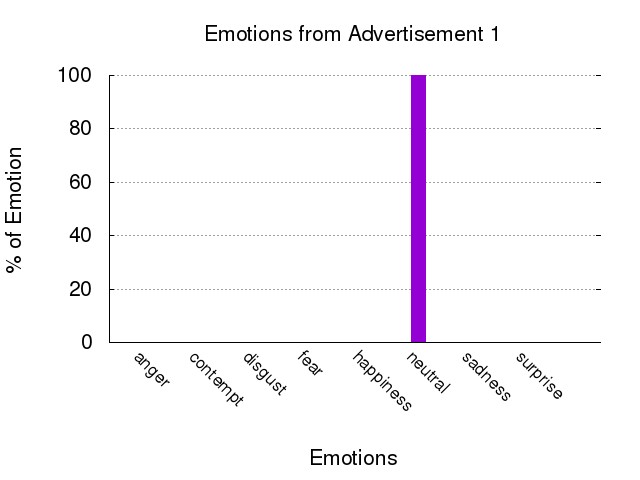 Emotions from Advertisement 1
% of Emotion
100
80
60
40
20
0
anger
contempt
disgust
fear
happiness
neutral
sadness
surprise
Emotions